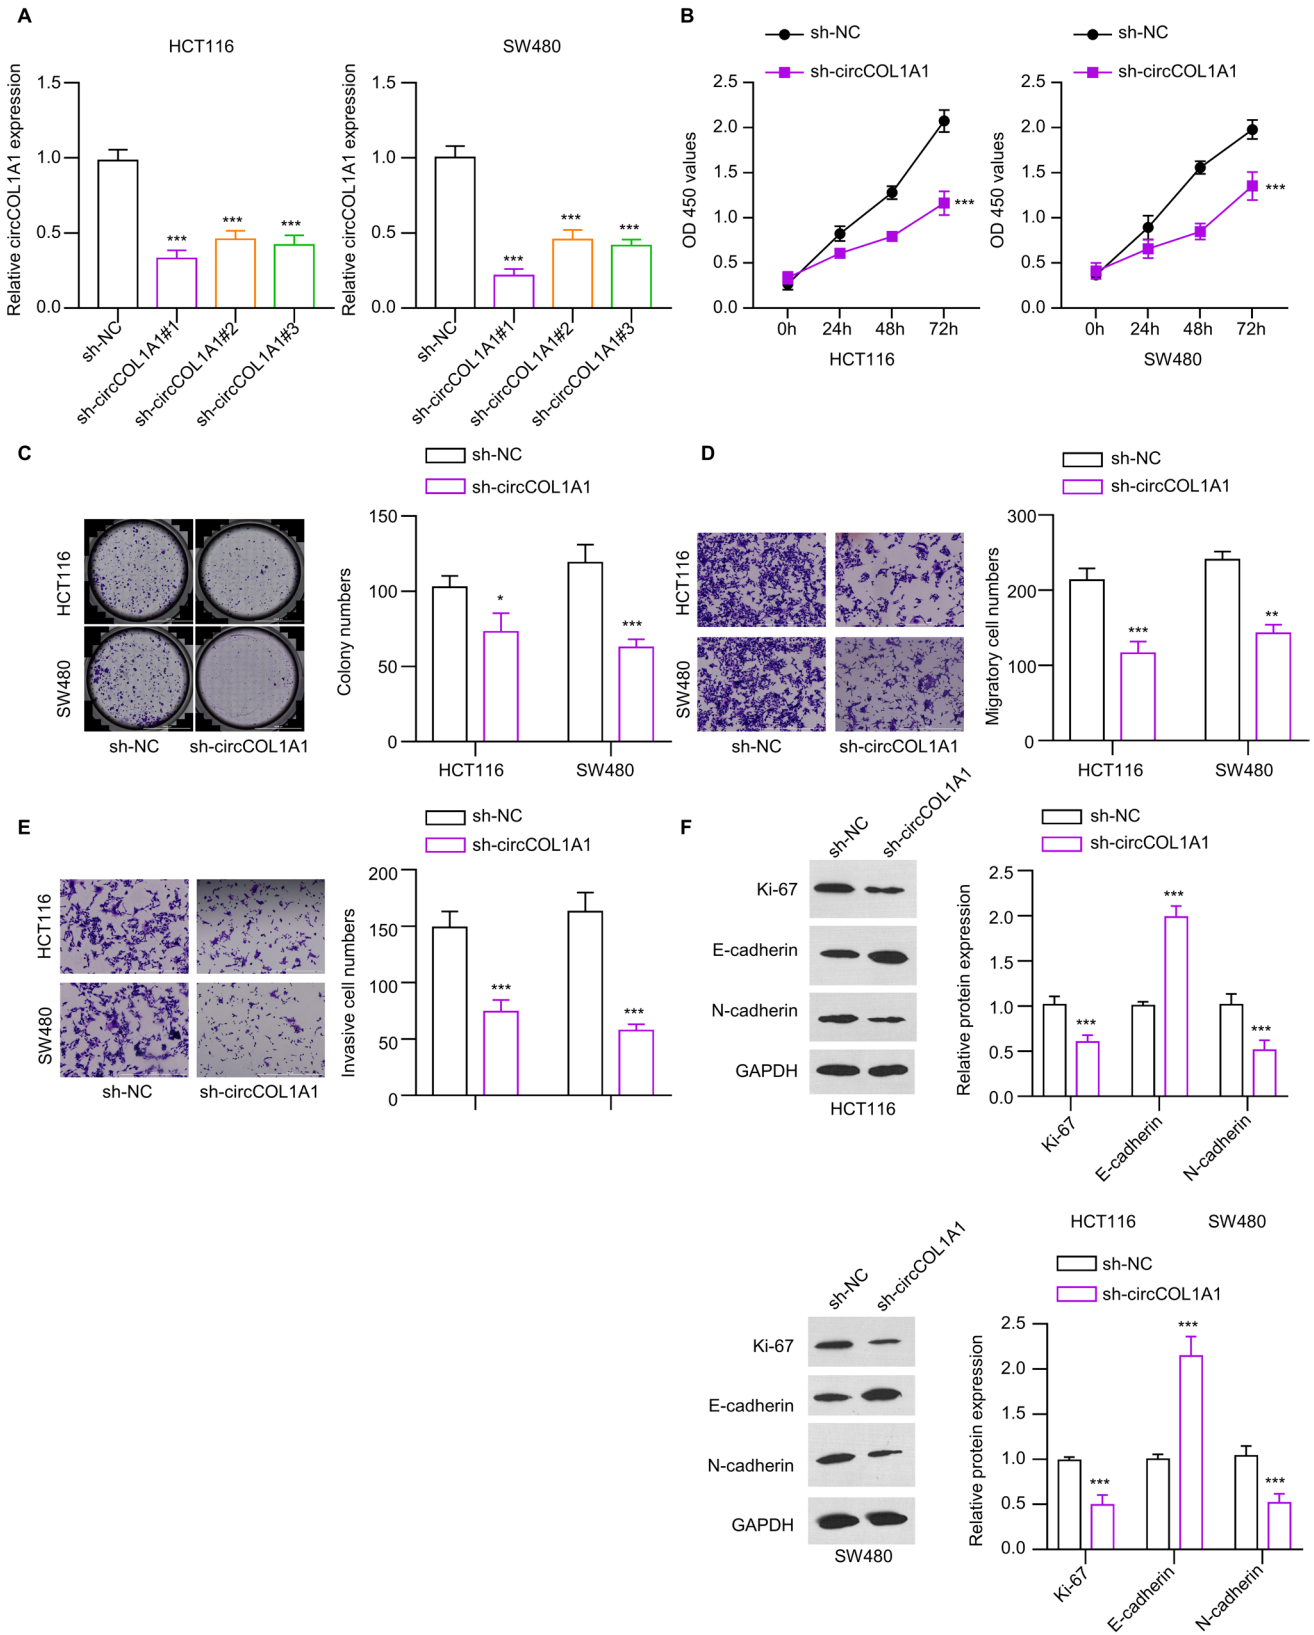 A
HCT116
Relative circCOL1A1 expression
1.5
1.0
0.5
0.0
***
***
***
sh-NC
sh-circCOL1A1#1
sh-circCOL1A1#2
sh-circCOL1A1#3
SW480
Relative circCOL1A1 expression
1.5
1.0
0.5
0.0
***
***
***
sh-NC
sh-circCOL1A1#1
sh-circCOL1A1#2
sh-circCOL1A1#3
B
sh-NC
sh-circCOL1A1
OD 450 values
2.5
2.0
1.5
1.0
0.5
0.0
***
0h 24h 48h 72h
HCT116
sh-NC
sh-circCOL1A1
OD 450 values
2.5
2.0
1.5
1.0
0.5
0.0
***
0h 24h 48h 72h
SW480
C
HCT116
SW480
sh-NC sh-circCOL1A1
sh-NC
sh-circCOL1A1
Colony numbers
150
100
50
0
*
***
HCT116 SW480
D
HCT116
SW480
sh-NC sh-circCOL1A1
sh-NC
sh-circCOL1A1
Migratory cell numbers
300
200
100
0
***
**
HCT116 SW480
E
HCT116
SW480
sh-NC sh-circCOL1A1
sh-NC
sh-circCOL1A1
Invasive cell numbers
200
150
100
50
0
***
***
F
sh-NC
sh-circCOL1A1
Ki-67
E-cadherin
N-cadherin
GAPDH
HCT116
sh-NC
sh-circCOL1A1
Relative protein expression
2.5
2.0
1.5
1.0
0.5
0.0
***
***
***
Ki-67
E-cadherin
N-cadherin
HCT116 SW480
sh-NC
sh-circCOL1A1
Ki-67
E-cadherin
N-cadherin
GAPDH
SW480
sh-NC
sh-circCOL1A1
Relative protein expression
2.5
2.0
1.5
1.0
0.5
0.0
***
***
***
Ki-67
E-cadherin
N-cadherin